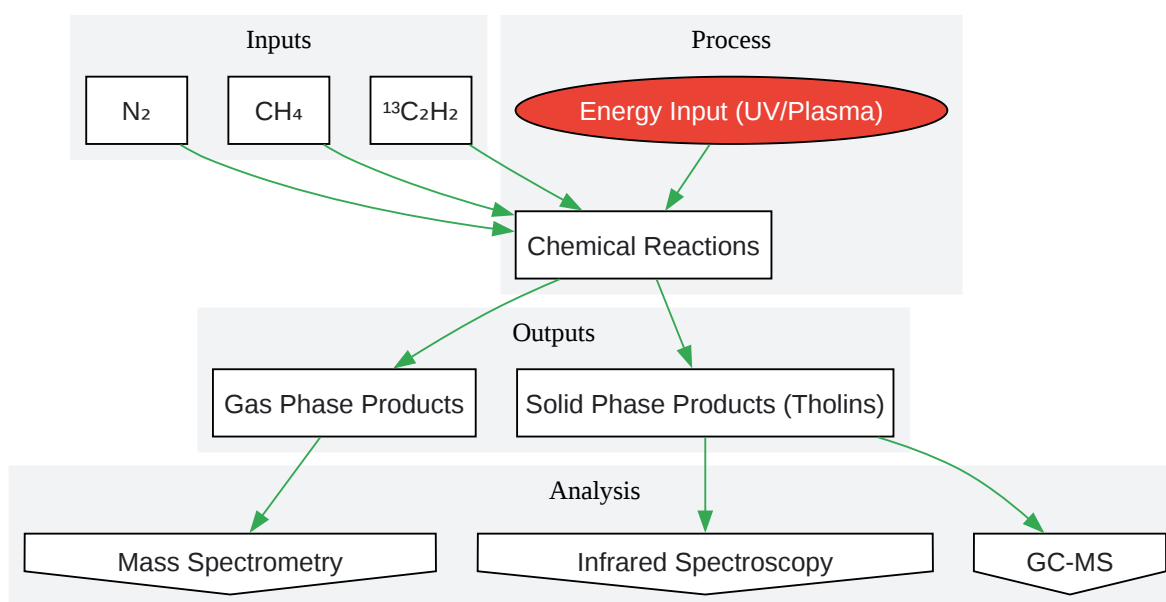 Inputs
Process
N₂
CH₄
¹³C₂H₂
Energy Input (UV/Plasma)
Chemical Reactions
Outputs
Gas Phase Products
Solid Phase Products (Tholins)
Analysis
Mass Spectrometry
Infrared Spectroscopy
GC-MS